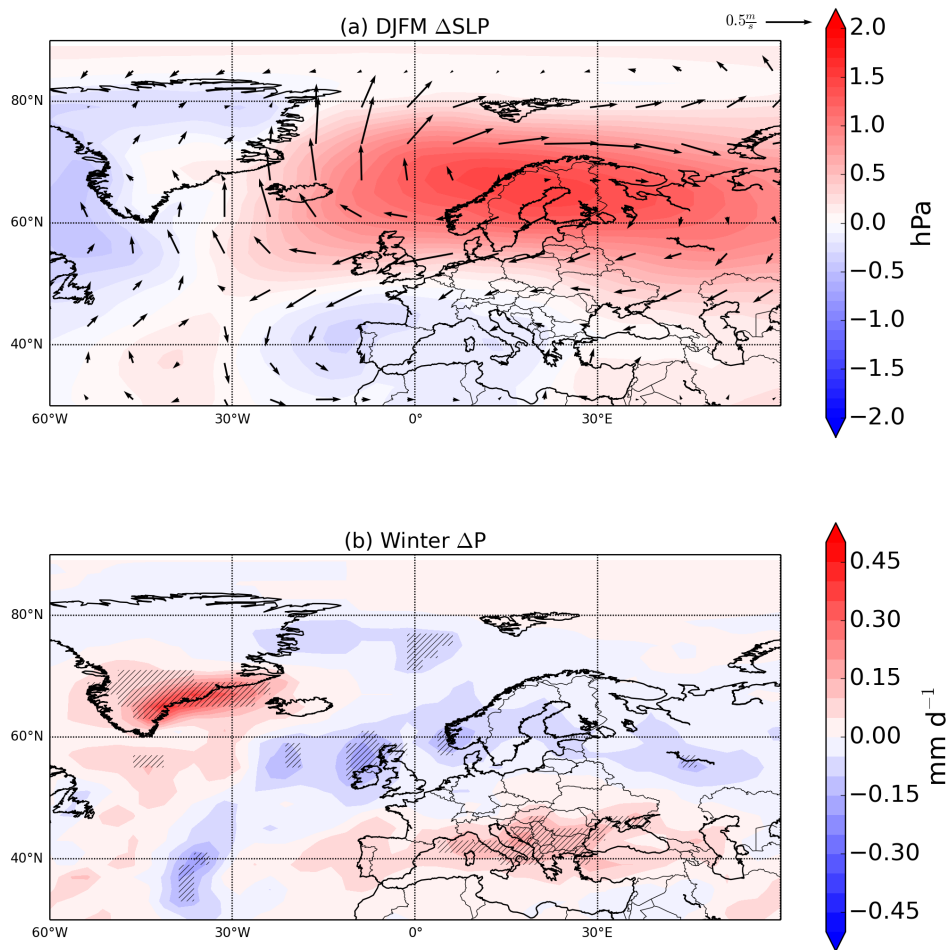 (a) DJFM ΔSLP
0.5 m/s
2.0
1.5
1.0
0.5
0.0
−0.5
−1.0
−1.5
−2.0
hPa
80°N
60°N
40°N
60°W 30°W 0° 30°E
(b) Winter ΔP
0.45
0.30
0.15
0.00
−0.15
−0.30
−0.45
mm d⁻¹
80°N
60°N
40°N
60°W 30°W 0° 30°E